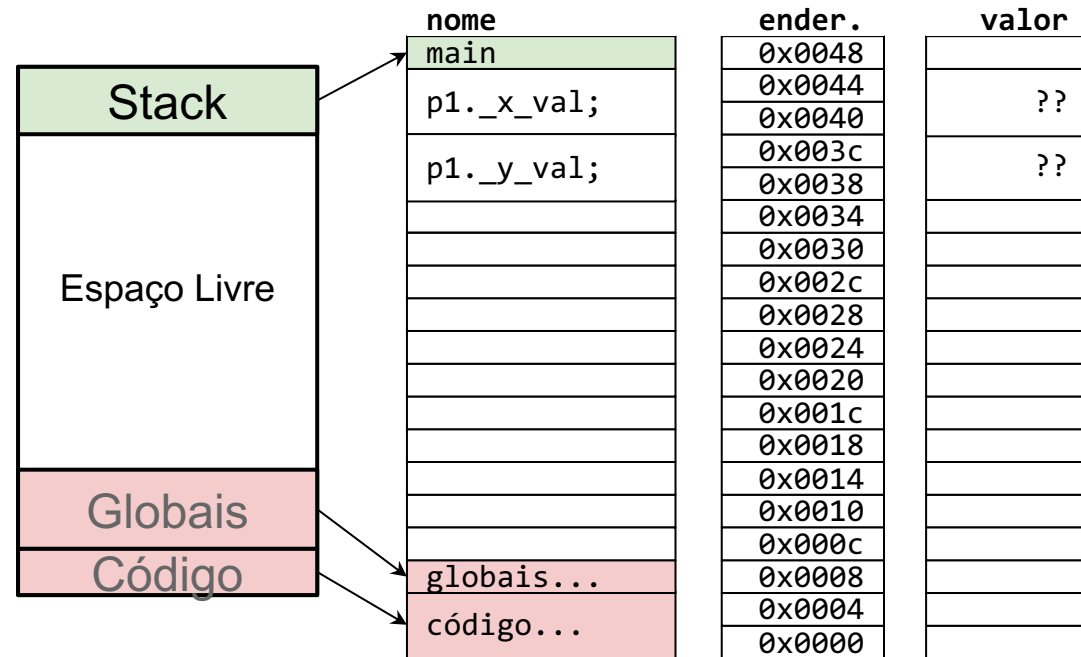 nome ender. valor
main 0x0048
Stack
p1._x_val; 0x0044 ??
0x0040
p1._y_val; 0x003c ??
0x0038
0x0034
0x0030
Espaço Livre
0x002c
0x0028
0x0024
0x0020
0x001c
0x0018
0x0014
Globais
0x0010
0x000c
Código
globais... 0x0008
código... 0x0004
0x0000